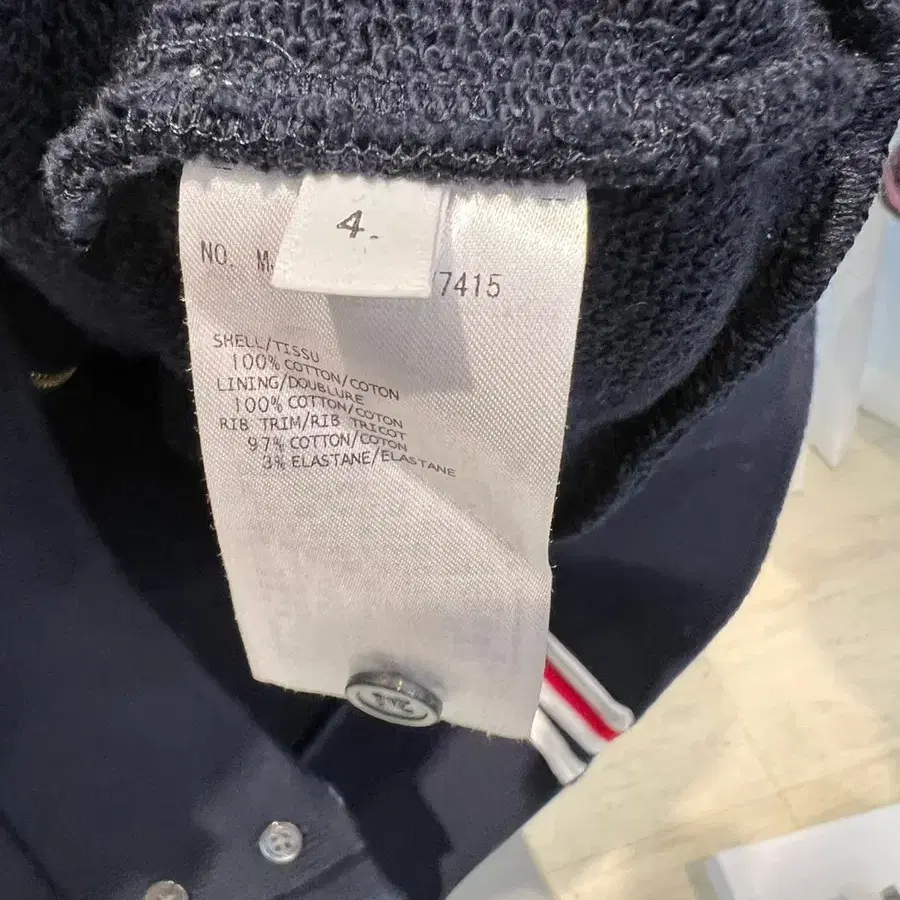 4.
NO. M 7415
SHELL/TISSU
100% COTTON/COTON
LINING/DOUBLURE
100% COTTON/COTON
RIB TRIM/RIB TRICOT
97% COTTON/COTON
3% ELASTANE/ELASTANE